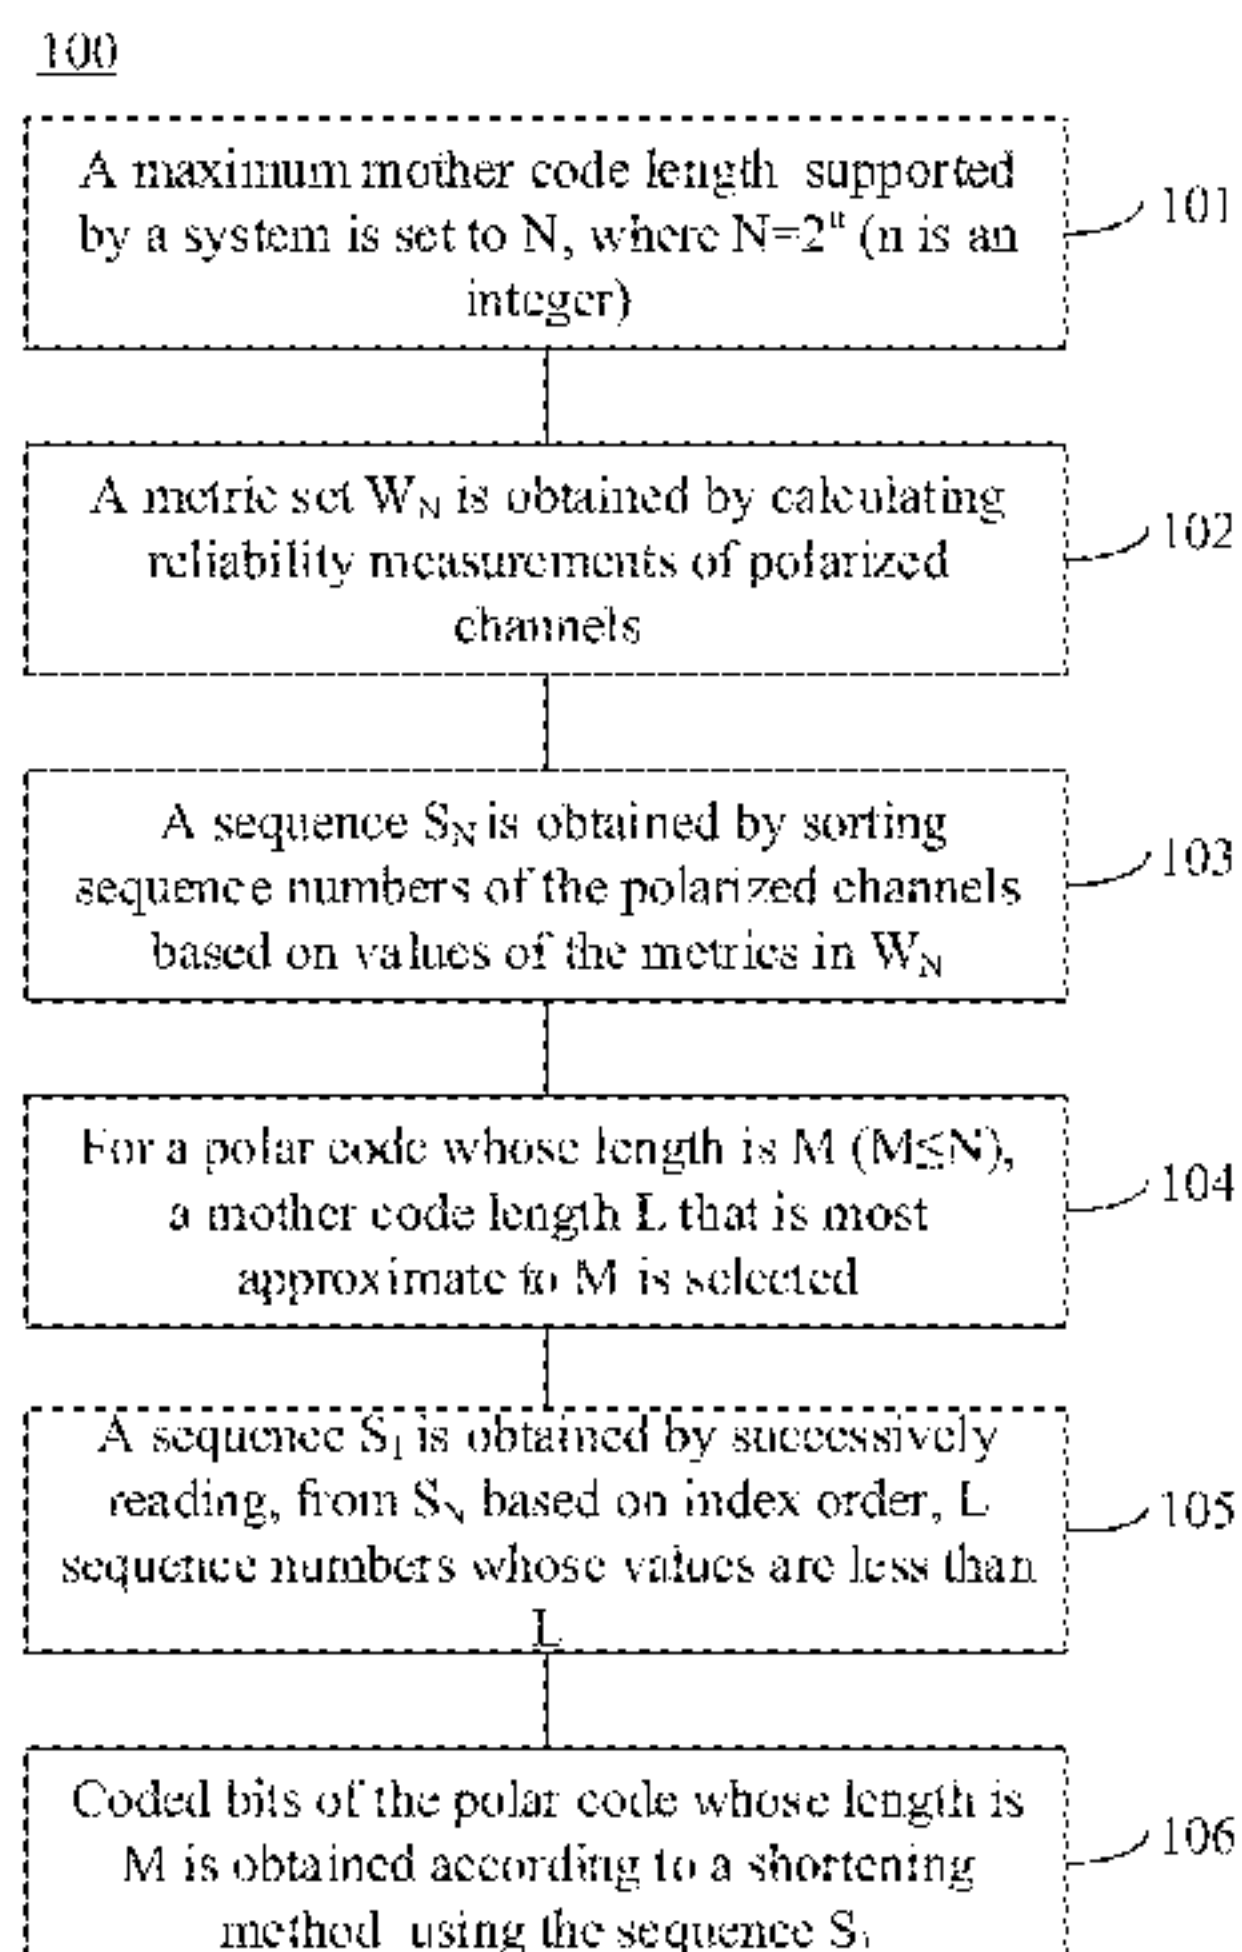 100
A maximum mother code length supported
by a system is set to N, where N=2ⁿ (n is an
integer)
101
A metric set W_N is obtained by calculating
reliability measurements of polarized
channels
102
A sequence S_N is obtained by sorting
sequence numbers of the polarized channels
based on values of the metrics in W_N
103
For a polar code whose length is M (M≤N),
a mother code length L that is most
approximate to M is selected
104
A sequence S_L is obtained by successively
reading, from S_N based on index order, L
sequence numbers whose values are less than
L
105
Coded bits of the polar code whose length is
M is obtained according to a shortening
method using the sequence S_L
106